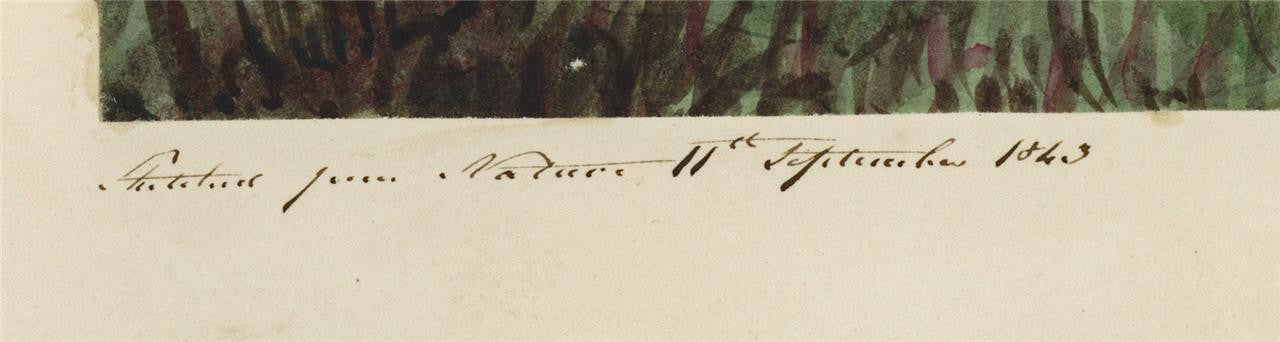 Sketched from Nature 11th September 1843